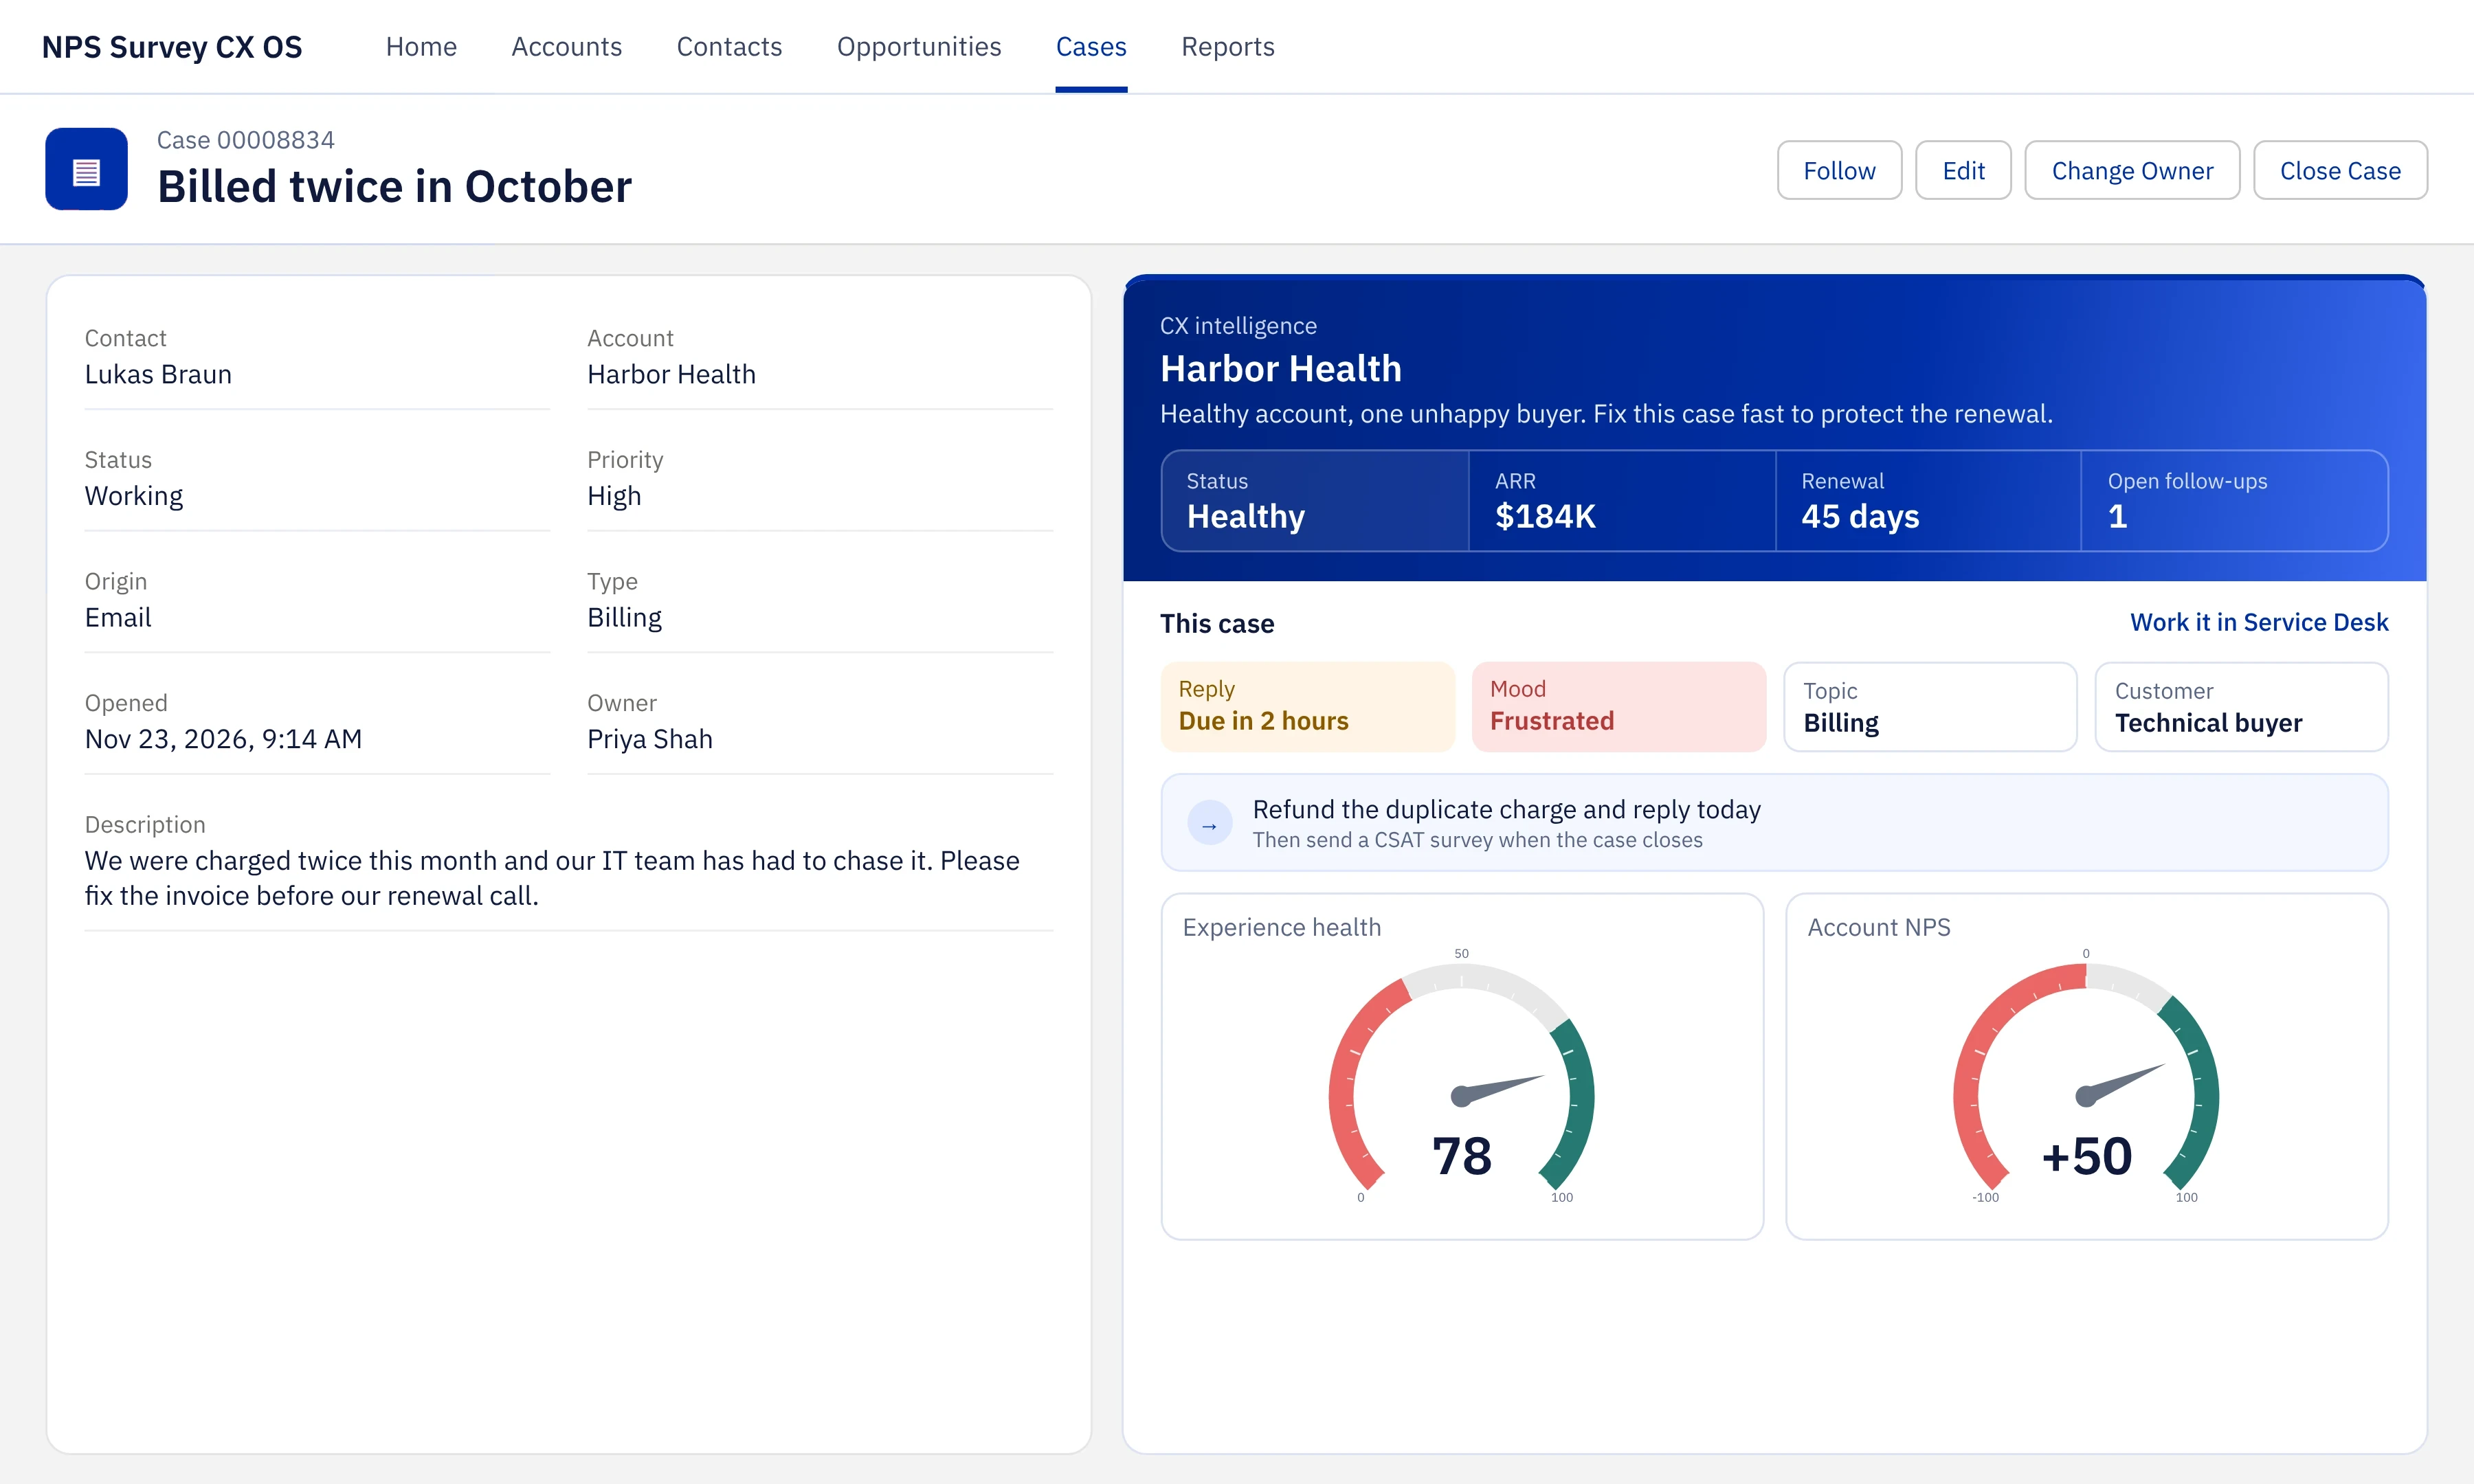 NPS Survey CX OS
Home
Accounts
Contacts
Opportunities
Cases
Reports
Case 00008834
Billed twice in October
Follow
Edit
Change Owner
Close Case
Contact
Lukas Braun
Account
Harbor Health
Status
Working
Priority
High
Origin
Email
Type
Billing
Opened
Nov 23, 2026, 9:14 AM
Owner
Priya Shah
Description
We were charged twice this month and our IT team has had to chase it. Please
fix the invoice before our renewal call.
CX intelligence
Harbor Health
Healthy account, one unhappy buyer. Fix this case fast to protect the renewal.
Status
Healthy
ARR
$184K
Renewal
45 days
Open follow-ups
1
This case
Work it in Service Desk
Reply
Due in 2 hours
Mood
Frustrated
Topic
Billing
Customer
Technical buyer
→
Refund the duplicate charge and reply today
Then send a CSAT survey when the case closes
Experience health
50
78
0
100
Account NPS
0
+50
-100
100